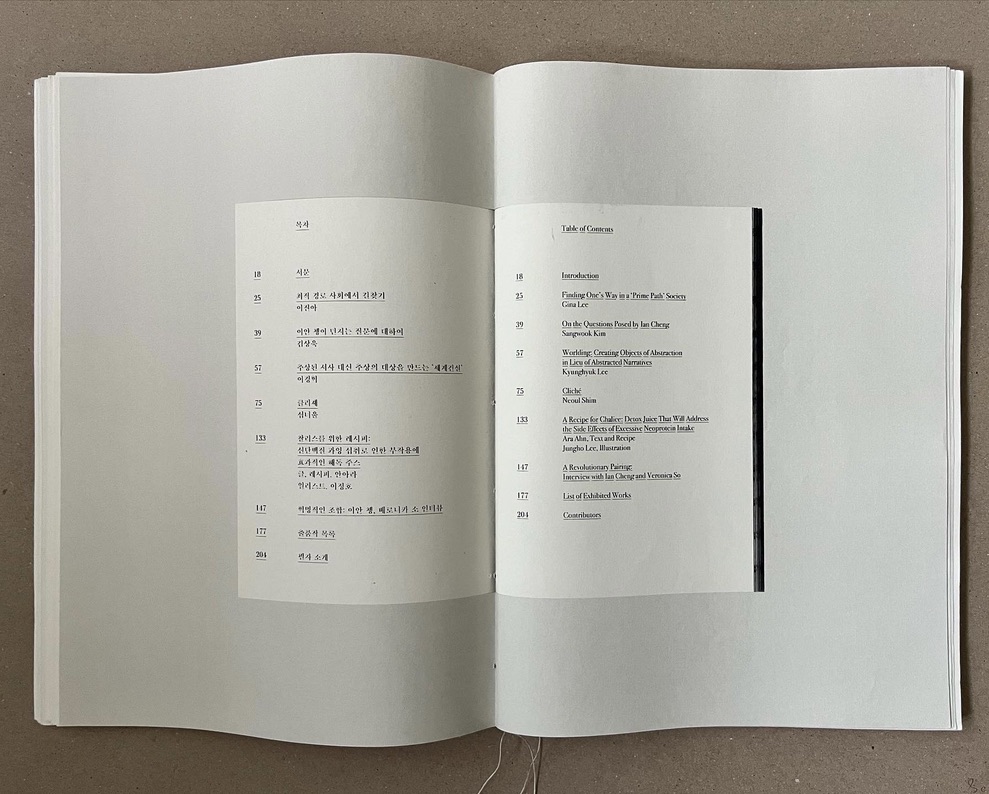 목차
18 서문
25 최적 경로 사회에서 길찾기
이진아
39 이안 쳉이 던지는 질문에 대하여
김상욱
57 추상된 서사 대신 추상의 대상을 만드는 '세계건설'
이경혁
75 클리셰
심너울
133 찰리스를 위한 레시피:
신단백질 과잉 섭취로 인한 부작용에
효과적인 해독 주스
글, 레시피. 안아라
일러스트. 이정호
147 혁명적인 조합: 이안 쳉, 베로니카 소 인터뷰
177 출품작 목록
204 필자 소개
Table of Contents
18 Introduction
25 Finding One's Way in a 'Prime Path' Society
Gina Lee
39 On the Questions Posed by Ian Cheng
Sangwook Kim
57 Worlding: Creating Objects of Abstraction
in Lieu of Abstracted Narratives
Kyunghyuk Lee
75 Cliché
Neoul Shim
133 A Recipe for Chalice: Detox Juice That Will Address
the Side Effects of Excessive Neoprotein Intake
Ara Ahn, Text and Recipe
Jungho Lee, Illustration
147 A Revolutionary Pairing:
Interview with Ian Cheng and Veronica So
177 List of Exhibited Works
204 Contributors